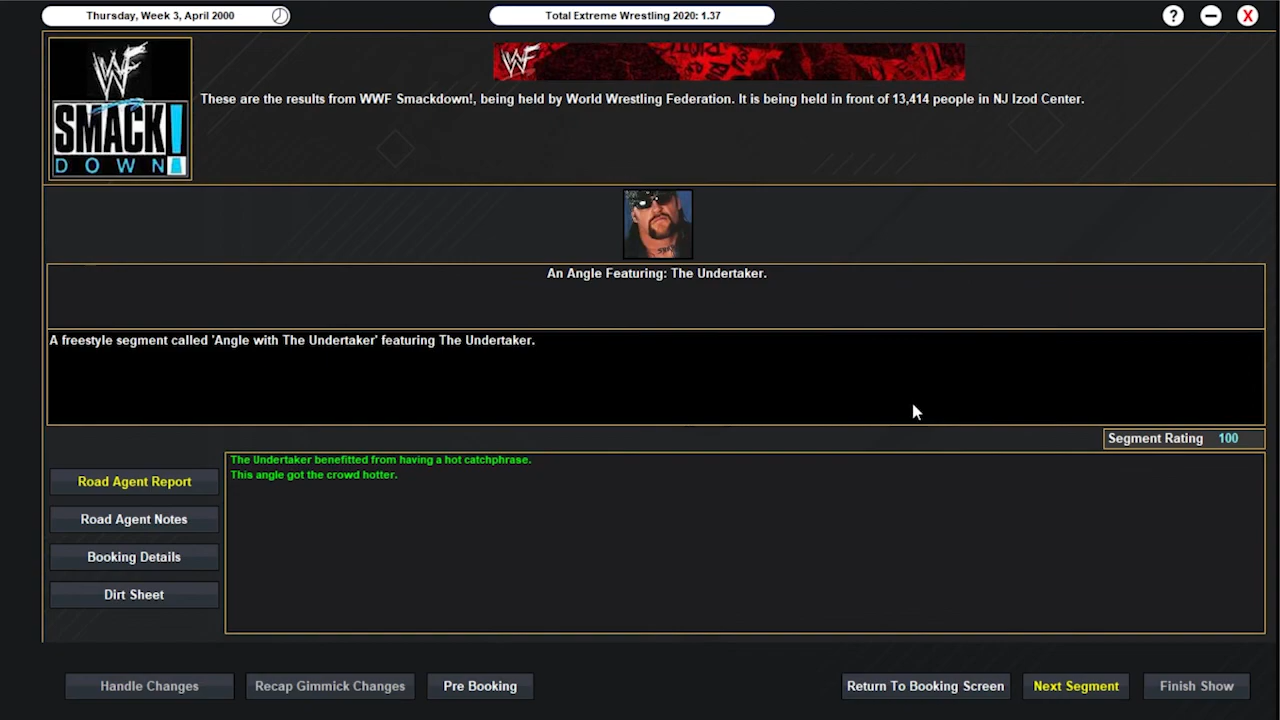 Thursday, Week 3, April 2000
Total Extreme Wrestling 2020: 1.37
?
X
WF
SMACK!
DOWN
WF
These are the results from WWF Smackdown!, being held by World Wrestling Federation. It is being held in front of 13,414 people in NJ Izod Center.
An Angle Featuring: The Undertaker.
A freestyle segment called 'Angle with The Undertaker' featuring The Undertaker.
Segment Rating 100
Road Agent Report
The Undertaker benefitted from having a hot catchphrase.
This angle got the crowd hotter.
Road Agent Notes
Booking Details
Dirt Sheet
Handle Changes
Recap Gimmick Changes
Pre Booking
Return To Booking Screen
Next Segment
Finish Show